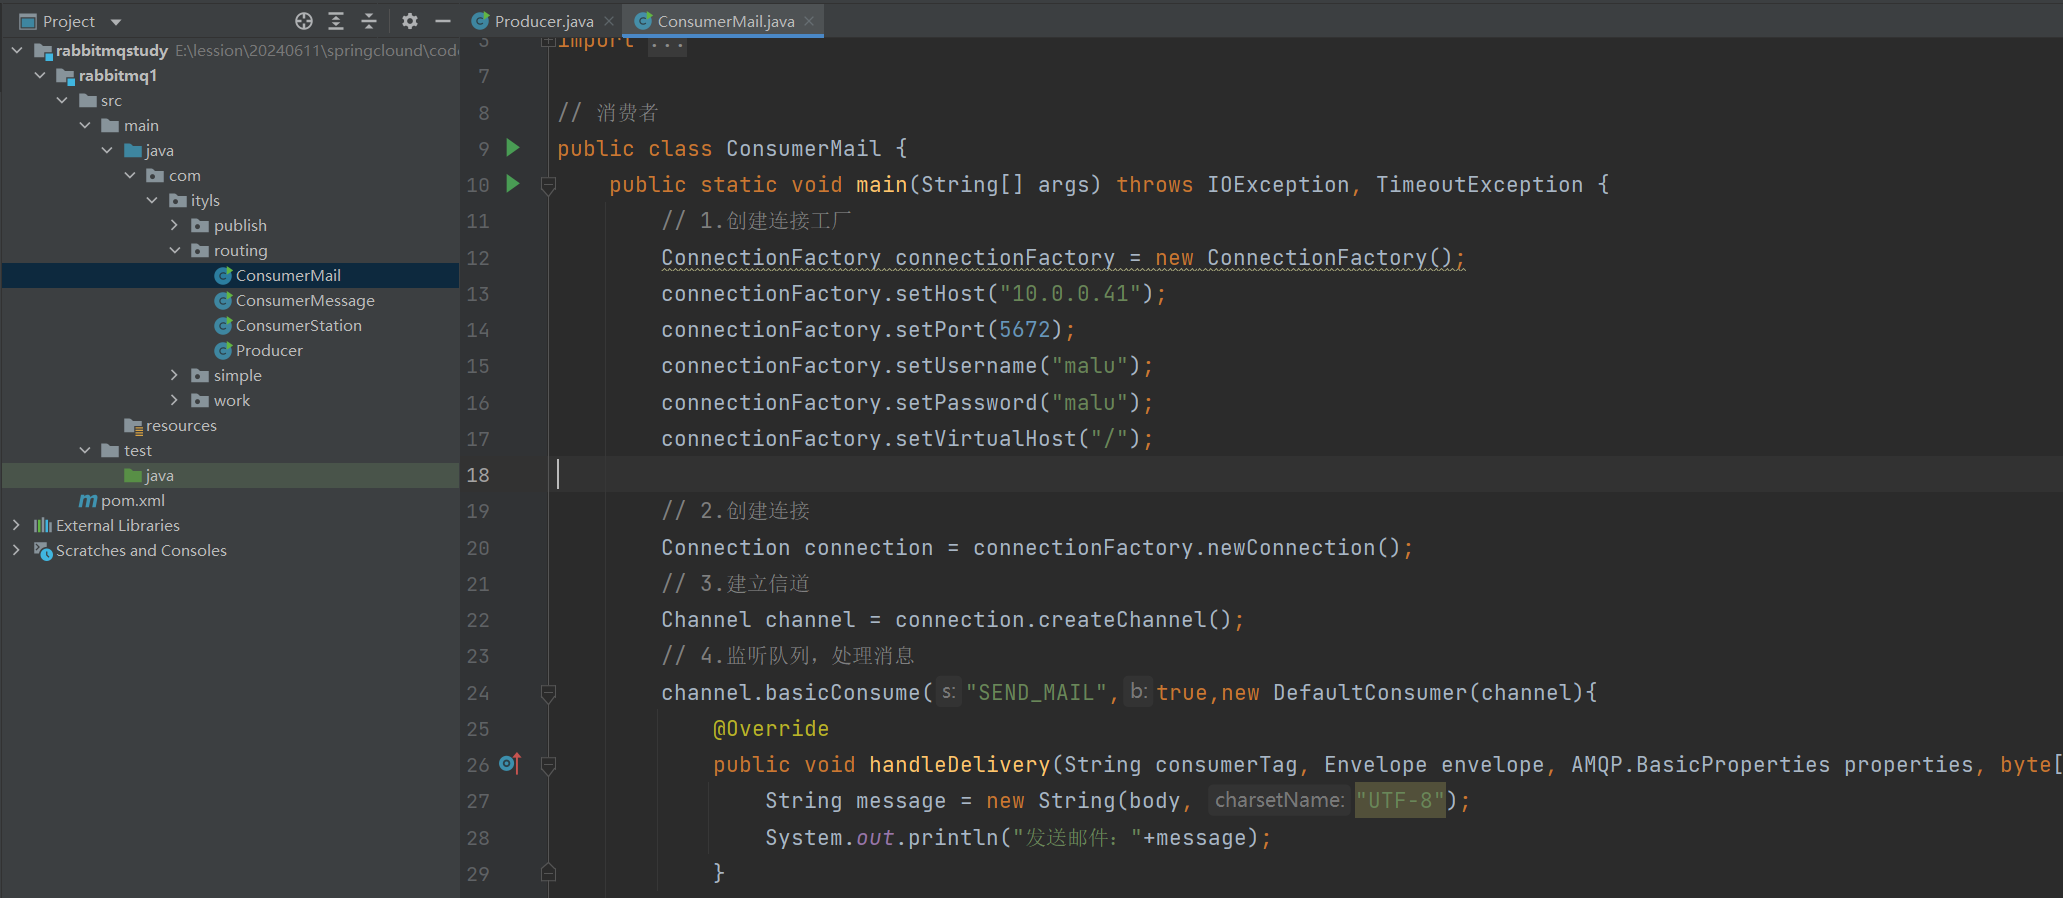 Project
rabbitmqstudy E:\lession\20240611\springclound\code
rabbitmq1
src
main
java
com
ityls
publish
routing
ConsumerMail
ConsumerMessage
ConsumerStation
Producer
simple
work
resources
test
java
pom.xml
External Libraries
Scratches and Consoles
Producer.java
ConsumerMail.java
3 import ...
7
8 // 消费者
9 public class ConsumerMail {
10 public static void main(String[] args) throws IOException, TimeoutException {
11 // 1.创建连接工厂
12 ConnectionFactory connectionFactory = new ConnectionFactory();
13 connectionFactory.setHost("10.0.0.41");
14 connectionFactory.setPort(5672);
15 connectionFactory.setUsername("malu");
16 connectionFactory.setPassword("malu");
17 connectionFactory.setVirtualHost("/");
18
19 // 2.创建连接
20 Connection connection = connectionFactory.newConnection();
21 // 3.建立信道
22 Channel channel = connection.createChannel();
23 // 4.监听队列，处理消息
24 channel.basicConsume( s: "SEND_MAIL", b: true,new DefaultConsumer(channel){
25 @Override
26 public void handleDelivery(String consumerTag, Envelope envelope, AMQP.BasicProperties properties, byte[
27 String message = new String(body, charsetName: "UTF-8");
28 System.out.println("发送邮件："+message);
29 }